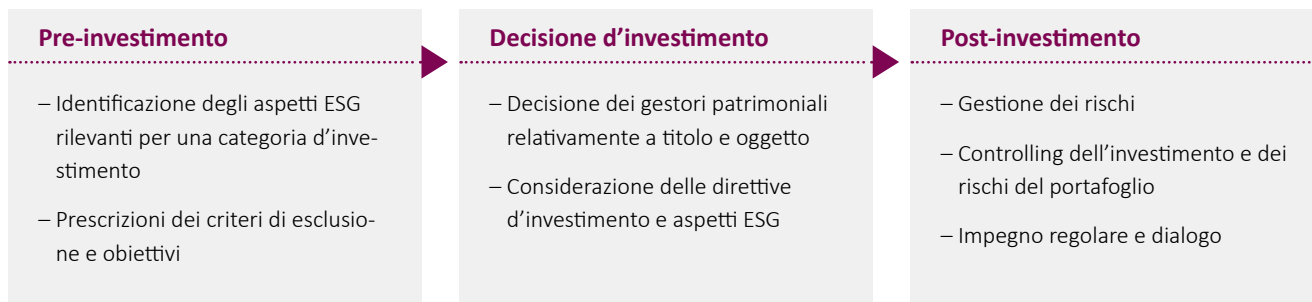 Pre-investimento
– Identificazione degli aspetti ESG
rilevanti per una categoria d’inve-
stimento
– Prescrizioni dei criteri di esclusio-
ne e obiettivi
Decisione d’investimento
– Decisione dei gestori patrimoniali
relativamente a titolo e oggetto
– Considerazione delle direttive
d’investimento e aspetti ESG
Post-investimento
– Gestione dei rischi
– Controlling dell’investimento e dei
rischi del portafoglio
– Impegno regolare e dialogo